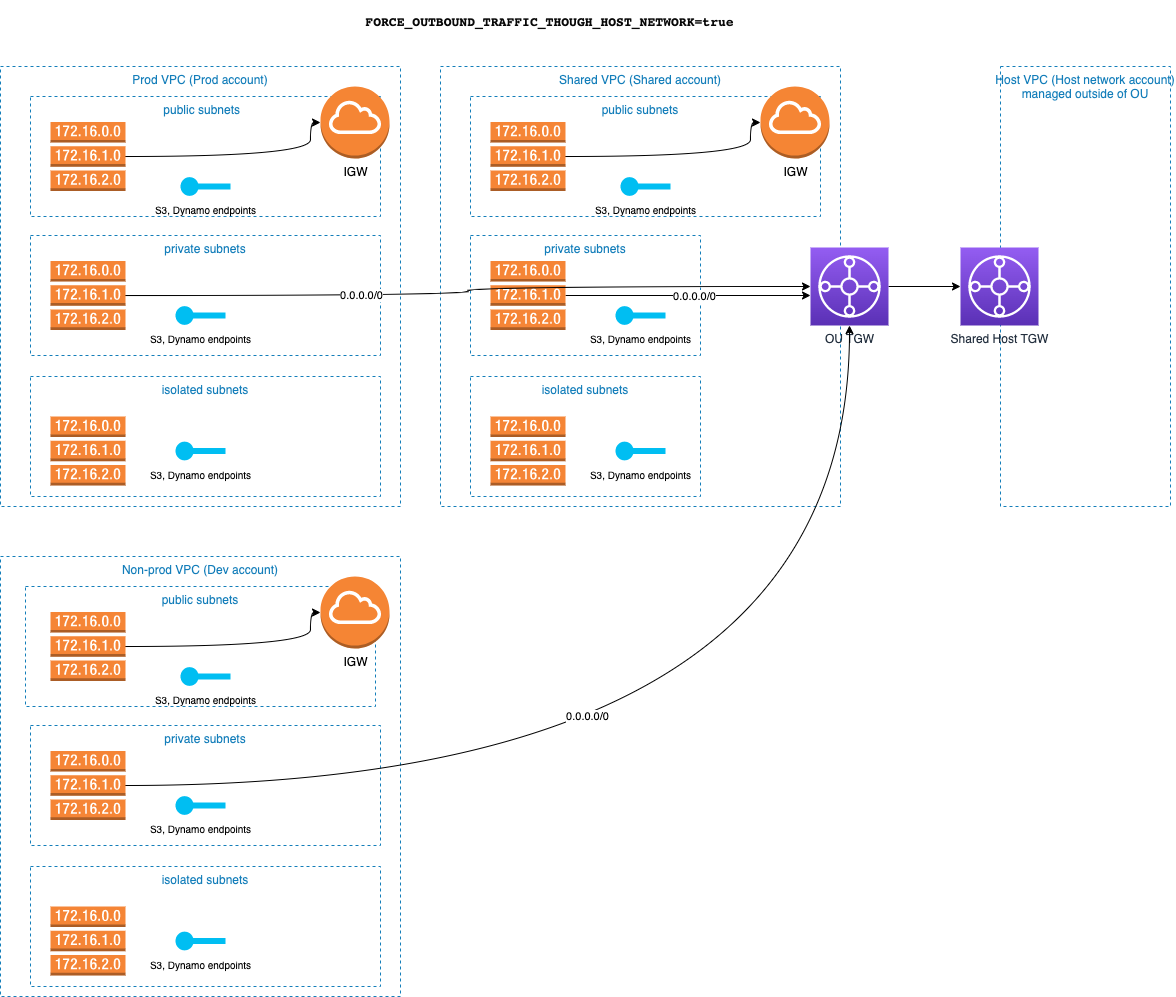 FORCE_OUTBOUND_TRAFFIC_THOUGH_HOST_NETWORK=true
Prod VPC (Prod account)
public subnets
172.16.0.0
172.16.1.0
172.16.2.0
IGW
S3, Dynamo endpoints
private subnets
172.16.0.0
172.16.1.0
172.16.2.0
0.0.0.0/0
S3, Dynamo endpoints
isolated subnets
172.16.0.0
172.16.1.0
172.16.2.0
S3, Dynamo endpoints
Shared VPC (Shared account)
public subnets
172.16.0.0
172.16.1.0
172.16.2.0
IGW
S3, Dynamo endpoints
private subnets
172.16.0.0
172.16.1.0
172.16.2.0
0.0.0.0/0
S3, Dynamo endpoints
isolated subnets
172.16.0.0
172.16.1.0
172.16.2.0
S3, Dynamo endpoints
OU TGW
Shared Host TGW
Host VPC (Host network account)
managed outside of OU
Non-prod VPC (Dev account)
public subnets
172.16.0.0
172.16.1.0
172.16.2.0
IGW
S3, Dynamo endpoints
0.0.0.0/0
private subnets
172.16.0.0
172.16.1.0
172.16.2.0
S3, Dynamo endpoints
isolated subnets
172.16.0.0
172.16.1.0
172.16.2.0
S3, Dynamo endpoints